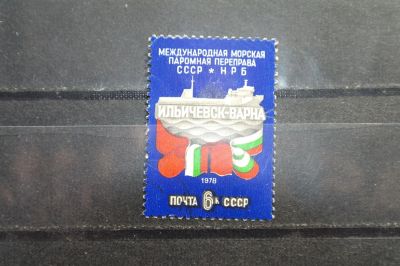 МЕЖДУНАРОДНАЯ МОРСКАЯ
ПАРОМНАЯ ПЕРЕПРАВА
СССР * НРБ
ИЛЬИЧЕВСК-ВАРНА
1978
ПОЧТА 6к СССР